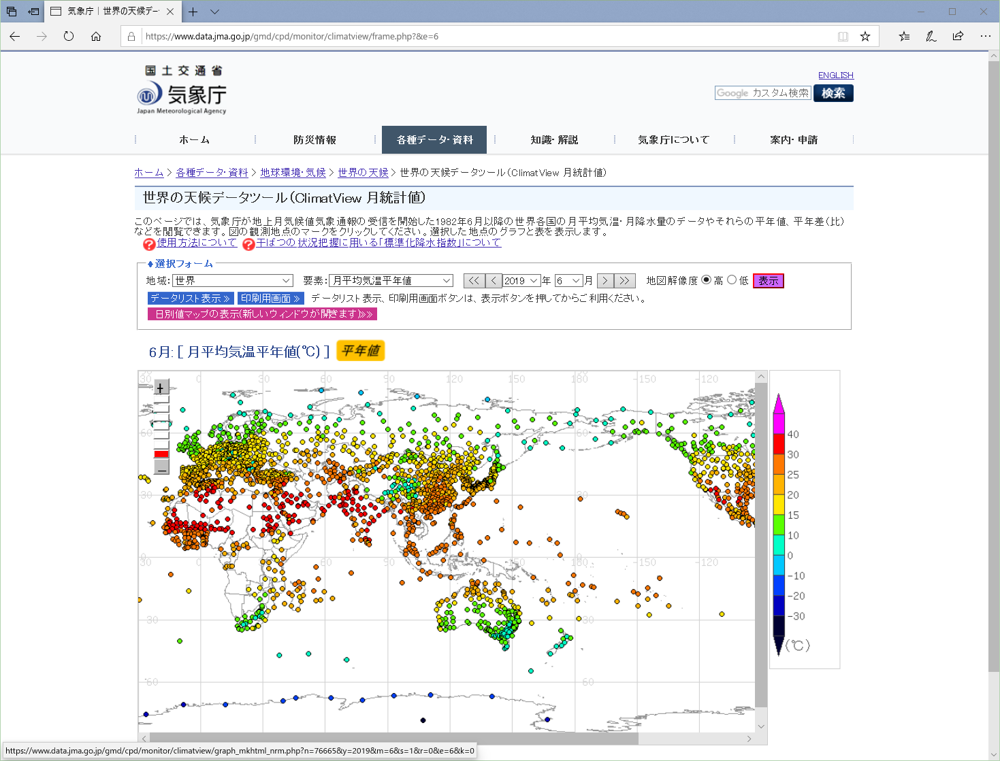 気象庁｜世界の天候デー
https://www.data.jma.go.jp/gmd/cpd/monitor/climatview/frame.php?&e=6
国土交通省
気象庁
Japan Meteorological Agency
ENGLISH
Google カスタム検索 検索
ホーム 防災情報 各種データ・資料 知識・解説 気象庁について 案内・申請
ホーム > 各種データ・資料 > 地球環境・気候 > 世界の天候 > 世界の天候データツール（ClimatView 月統計値）
世界の天候データツール（ClimatView 月統計値）
このページでは、気象庁が地上月気候値気象通報の受信を開始した1982年6月以降の世界各国の月平均気温・月降水量のデータやそれらの平年値、平年差（比）
などを閲覧できます。図の観測地点のマークをクリックしてください。選択した地点のグラフと表を表示します。
? 使用方法について ? 干ばつの状況把握に用いる「標準化降水指数」について
♦選択フォーム
地域: 世界 要素: 月平均気温平年値 << < 2019 年 6 月 > >> 地図解像度 高 低 表示
データリスト表示 » 印刷用画面 » データリスト表示、印刷用画面ボタンは、表示ボタンを押してからご利用ください。
日別値マップの表示(新しいウィンドウが開きます)»»
6月: [ 月平均気温平年値(℃) ] 平年値
30 0 30 60 90 120 150 180 -150 -120
+
60 60
−
30 30
30 0 60 90 120 150 180 -150 -120
-30 -30
-60 -60
40
30
25
20
15
10
0
-10
-20
-30
(℃)
https://www.data.jma.go.jp/gmd/cpd/monitor/climatview/graph_mkhtml_nrm.php?n=76665&y=2019&m=6&s=1&r=0&e=6&k=0